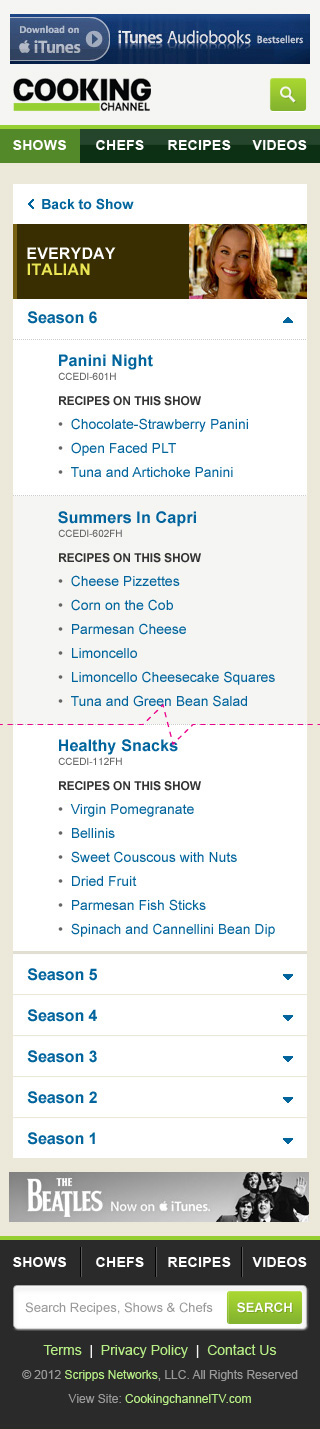 Download on iTunes
iTunes Audiobooks Bestsellers
COOKING
CHANNEL
SHOWS CHEFS RECIPES VIDEOS
Back to Show
EVERYDAY
ITALIAN
Season 6
Panini Night
CCEDI-601H
RECIPES ON THIS SHOW
• Chocolate-Strawberry Panini
• Open Faced PLT
• Tuna and Artichoke Panini
Summers In Capri
CCEDI-602FH
RECIPES ON THIS SHOW
• Cheese Pizzettes
• Corn on the Cob
• Parmesan Cheese
• Limoncello
• Limoncello Cheesecake Squares
• Tuna and Green Bean Salad
Healthy Snacks
CCEDI-112FH
RECIPES ON THIS SHOW
• Virgin Pomegranate
• Bellinis
• Sweet Couscous with Nuts
• Dried Fruit
• Parmesan Fish Sticks
• Spinach and Cannellini Bean Dip
Season 5
Season 4
Season 3
Season 2
Season 1
THE BEATLES Now on iTunes.
SHOWS CHEFS RECIPES VIDEOS
Search Recipes, Shows & Chefs SEARCH
Terms | Privacy Policy | Contact Us
© 2012 Scripps Networks, LLC. All Rights Reserved
View Site: CookingchannelTV.com